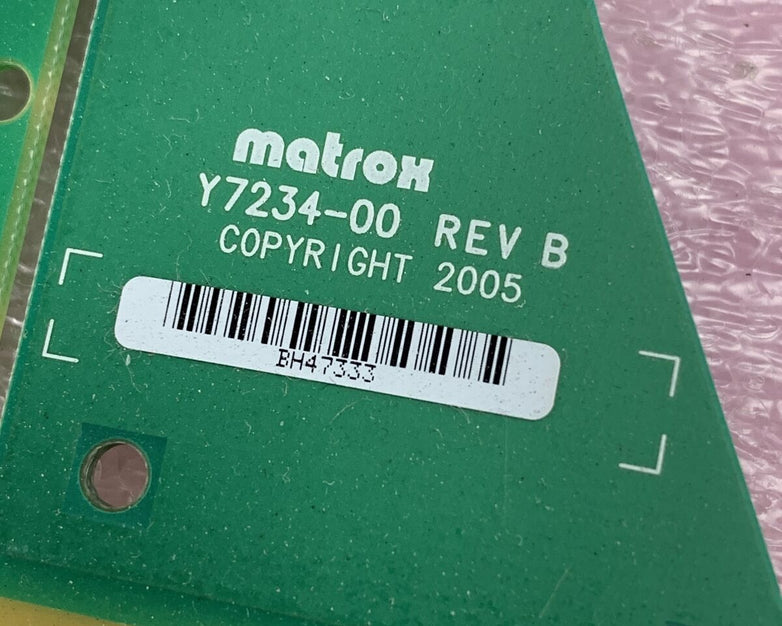 matrox
Y7234-00 REV B
COPYRIGHT 2005
BH47333